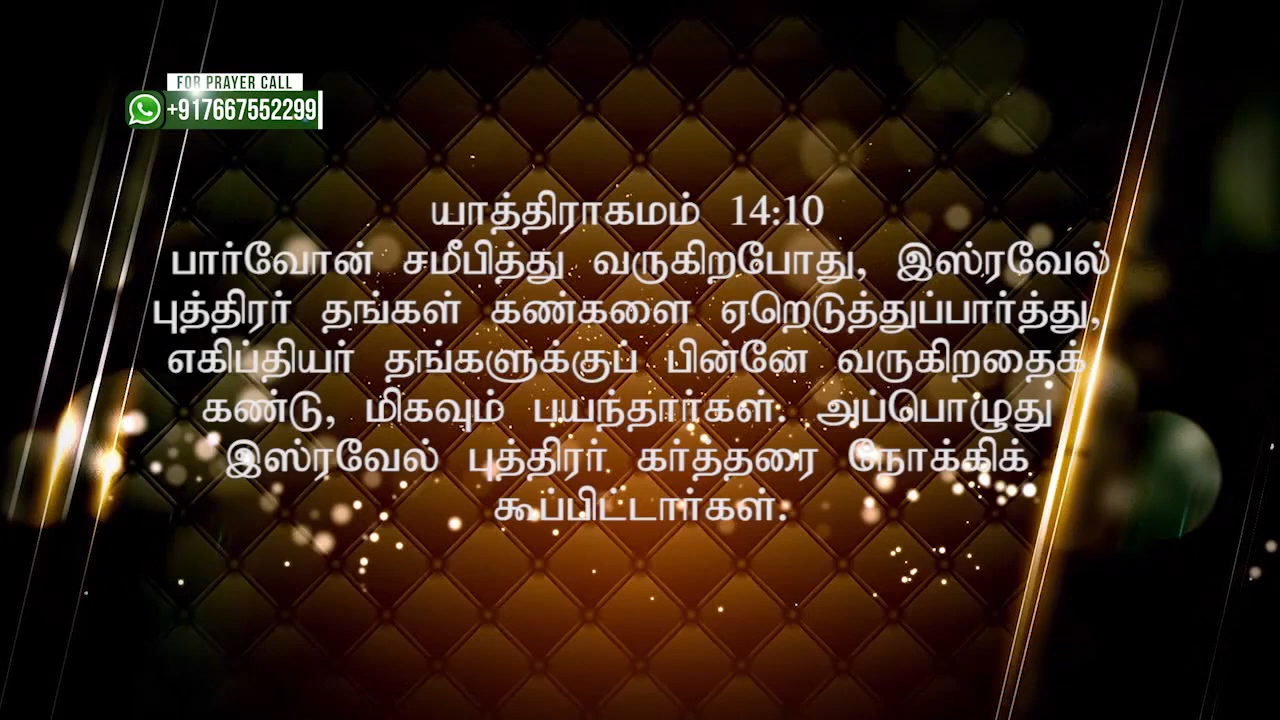 FOR PRAYER CALL
+917667552299
யாத்திராகமம் 14:10
பார்வோன் சமீபித்து வருகிறபோது, இஸ்ரவேல்
புத்திரர் தங்கள் கண்களை ஏறெடுத்துப்பார்த்து,
எகிப்தியர் தங்களுக்குப் பின்னே வருகிறதைக்
கண்டு, மிகவும் பயந்தார்கள். அப்பொழுது
இஸ்ரவேல் புத்திரர் கர்த்தரை நோக்கிக்
கூப்பிட்டார்கள்.